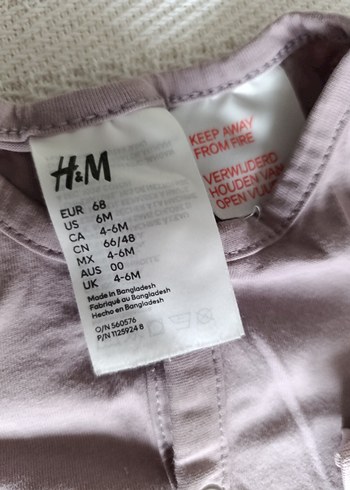 H&M
EUR 68
US 6M
CA 4-6M
CN 66/48
MX 4-6M
AUS 00
UK 4-6M
Made in Bangladesh
Fabriqué au Bangladesh
Hecho en Bangladesh
O/N 560576
P/N 1125924 8
KEEP AWAY
FROM FIRE
VERWIJDERD
HOUDEN VAN
OPEN VUUR